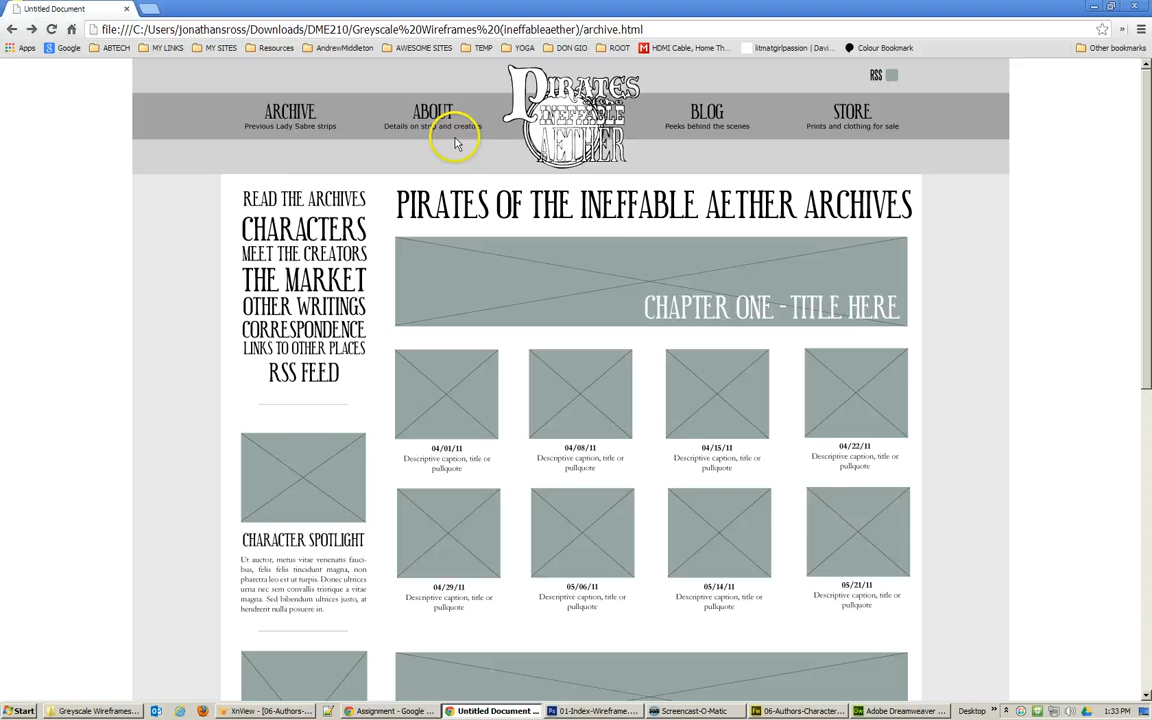 Untitled Document
file:///C:/Users/jonathansross/Downloads/DME210/Greyscale%20Wireframes%20(ineffableaether)/archive.html
Apps Google ABTECH MY LINKS MY SITES Resources AndrewMiddleton AWESOME SITES TEMP YOGA DON GIO ROOT HDMI Cable, Home Th... litmatgirlpassion | Davi... Colour Bookmark Other bookmarks
RSS
PIRATES
INEFFABLE
AETHER
ARCHIVE
Previous Lady Sabre strips
ABOUT
Details on strip and creators
BLOG
Peeks behind the scenes
STORE
Prints and clothing for sale
READ THE ARCHIVES
CHARACTERS
MEET THE CREATORS
THE MARKET
OTHER WRITINGS
CORRESPONDENCE
LINKS TO OTHER PLACES
RSS FEED
CHARACTER SPOTLIGHT
Ut auctor, metus vitae venenatis fauci-
bus, felis felis tincidunt magna, non
pharetra leo est ut turpis. Donec ultrices
urna nec sem convallis tristique a vitae
magna. Sed bibendum ultrices justo, at
hendrerit nulla posuere in.
PIRATES OF THE INEFFABLE AETHER ARCHIVES
CHAPTER ONE - TITLE HERE
04/01/11
Descriptive caption, title or
pullquote
04/08/11
Descriptive caption, title or
pullquote
04/15/11
Descriptive caption, title or
pullquote
04/22/11
Descriptive caption, title or
pullquote
04/29/11
Descriptive caption, title or
pullquote
05/06/11
Descriptive caption, title or
pullquote
05/14/11
Descriptive caption, title or
pullquote
05/21/11
Descriptive caption, title or
pullquote
Start Greyscale Wireframes... XnView - [06-Authors-... Assignment - Google ... Untitled Document ... 01-Index-Wireframe.... Screencast-O-Matic 06-Authors-Character... Adobe Dreamweaver ... Desktop 1:33 PM